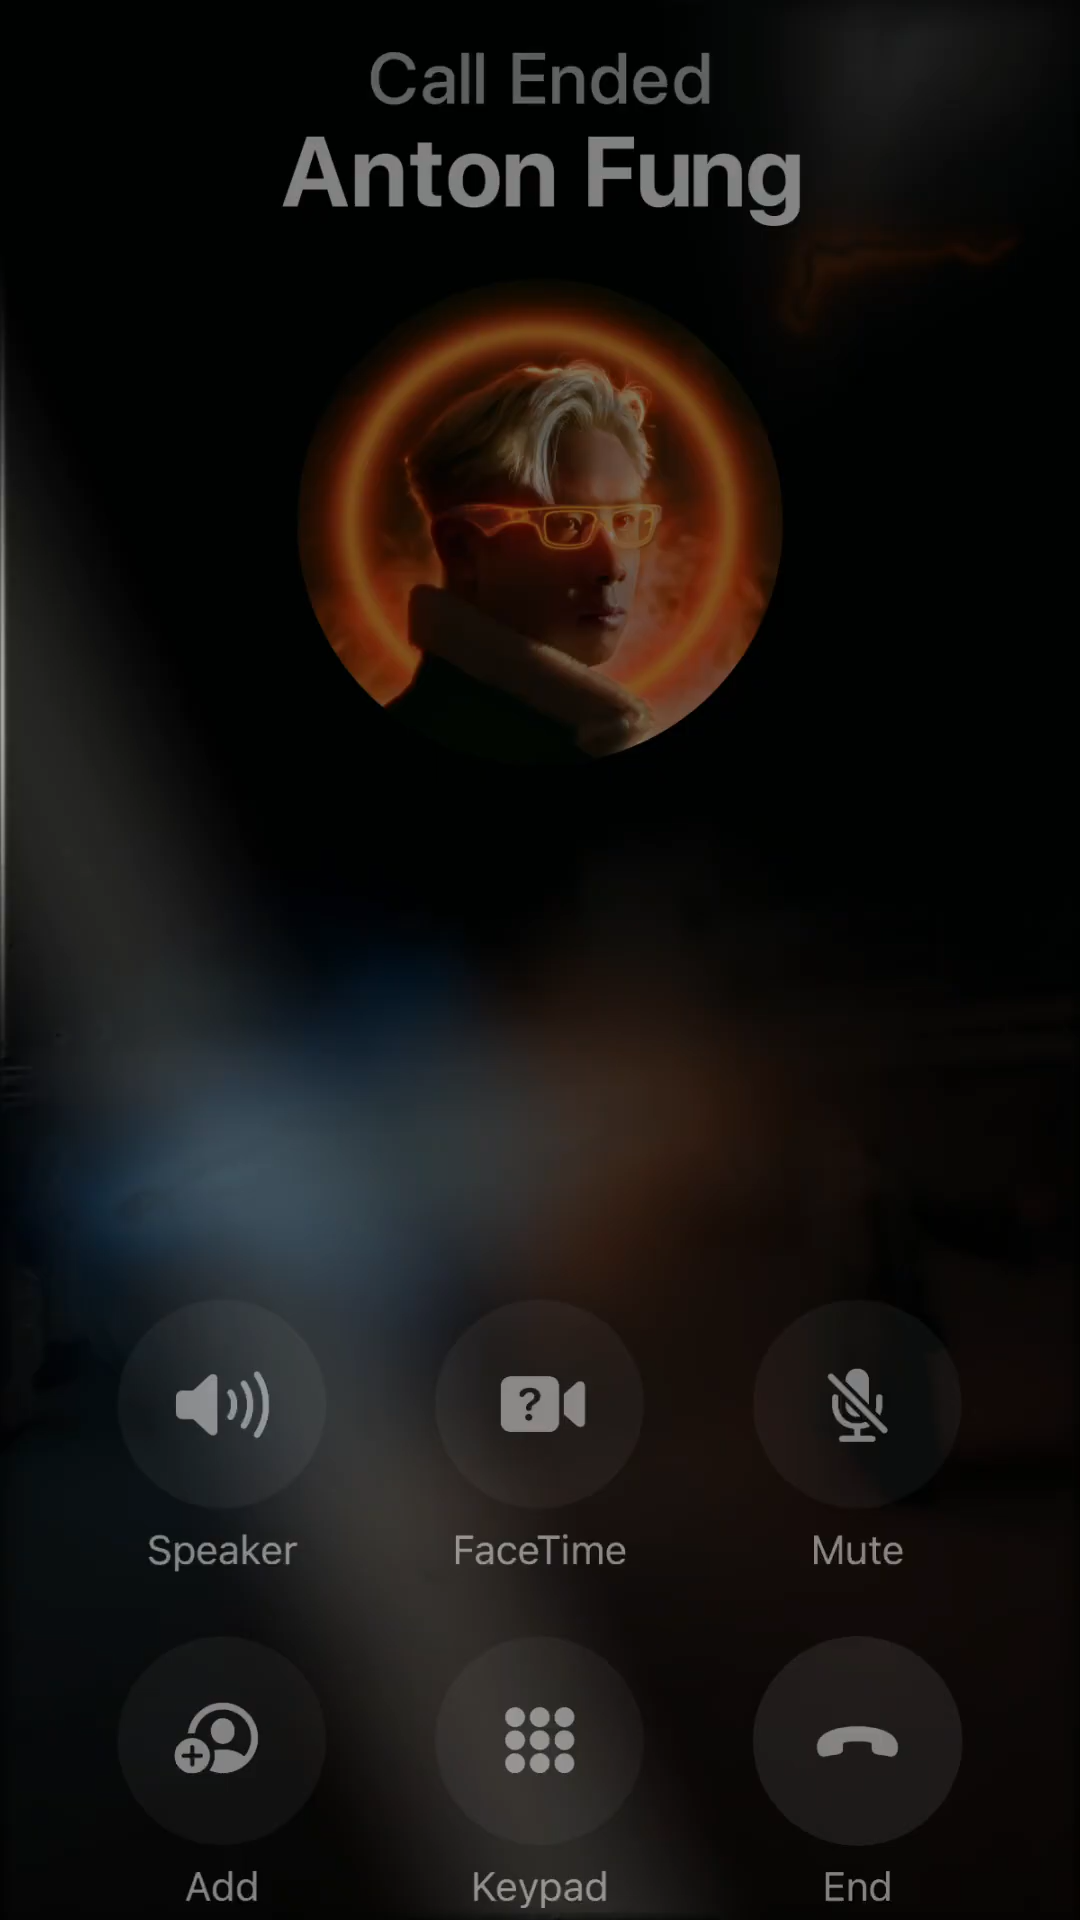 Call Ended
Anton Fung
Speaker
FaceTime
Mute
Add
Keypad
End